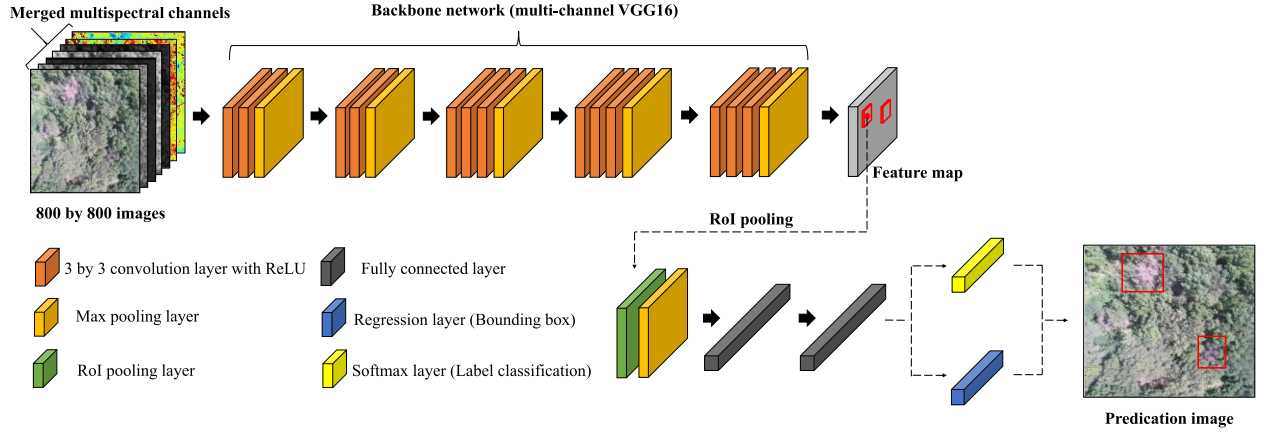 Merged multispectral channels
Backbone network (multi-channel VGG16)
800 by 800 images
Feature map
RoI pooling
3 by 3 convolution layer with ReLU
Fully connected layer
Max pooling layer
Regression layer (Bounding box)
RoI pooling layer
Softmax layer (Label classification)
Predication image